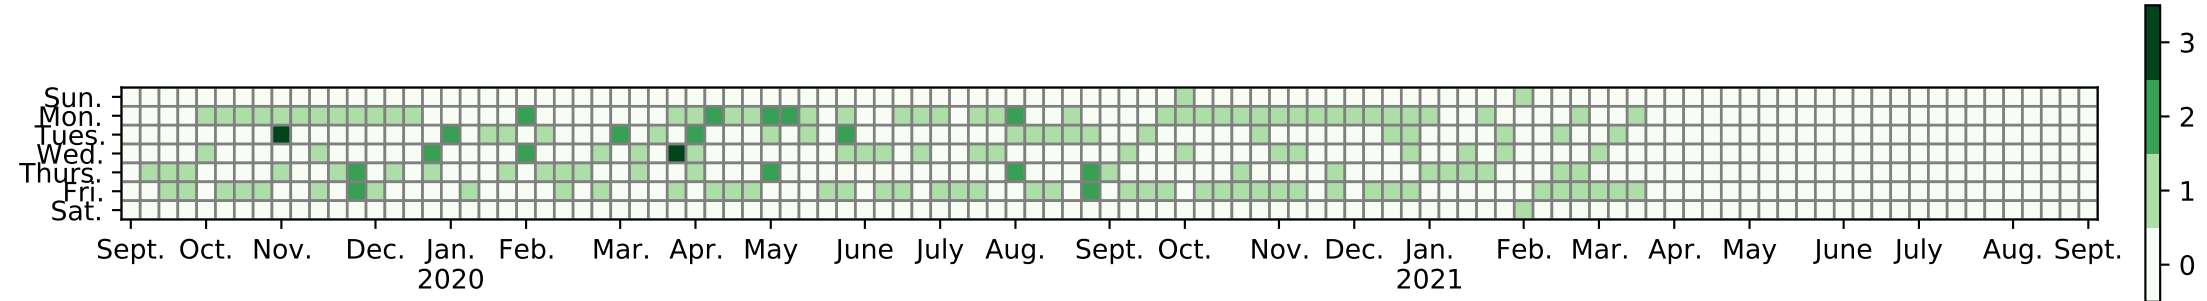 3
Sun.
Mon.
2
Tues.
Wed.
Thurs.
Fri.
1
Sat.
Sept. Oct. Nov. Dec. Jan. Feb. Mar. Apr. May June July Aug. Sept. Oct. Nov. Dec. Jan. Feb. Mar. Apr. May June July Aug. Sept.
0
2020 2021